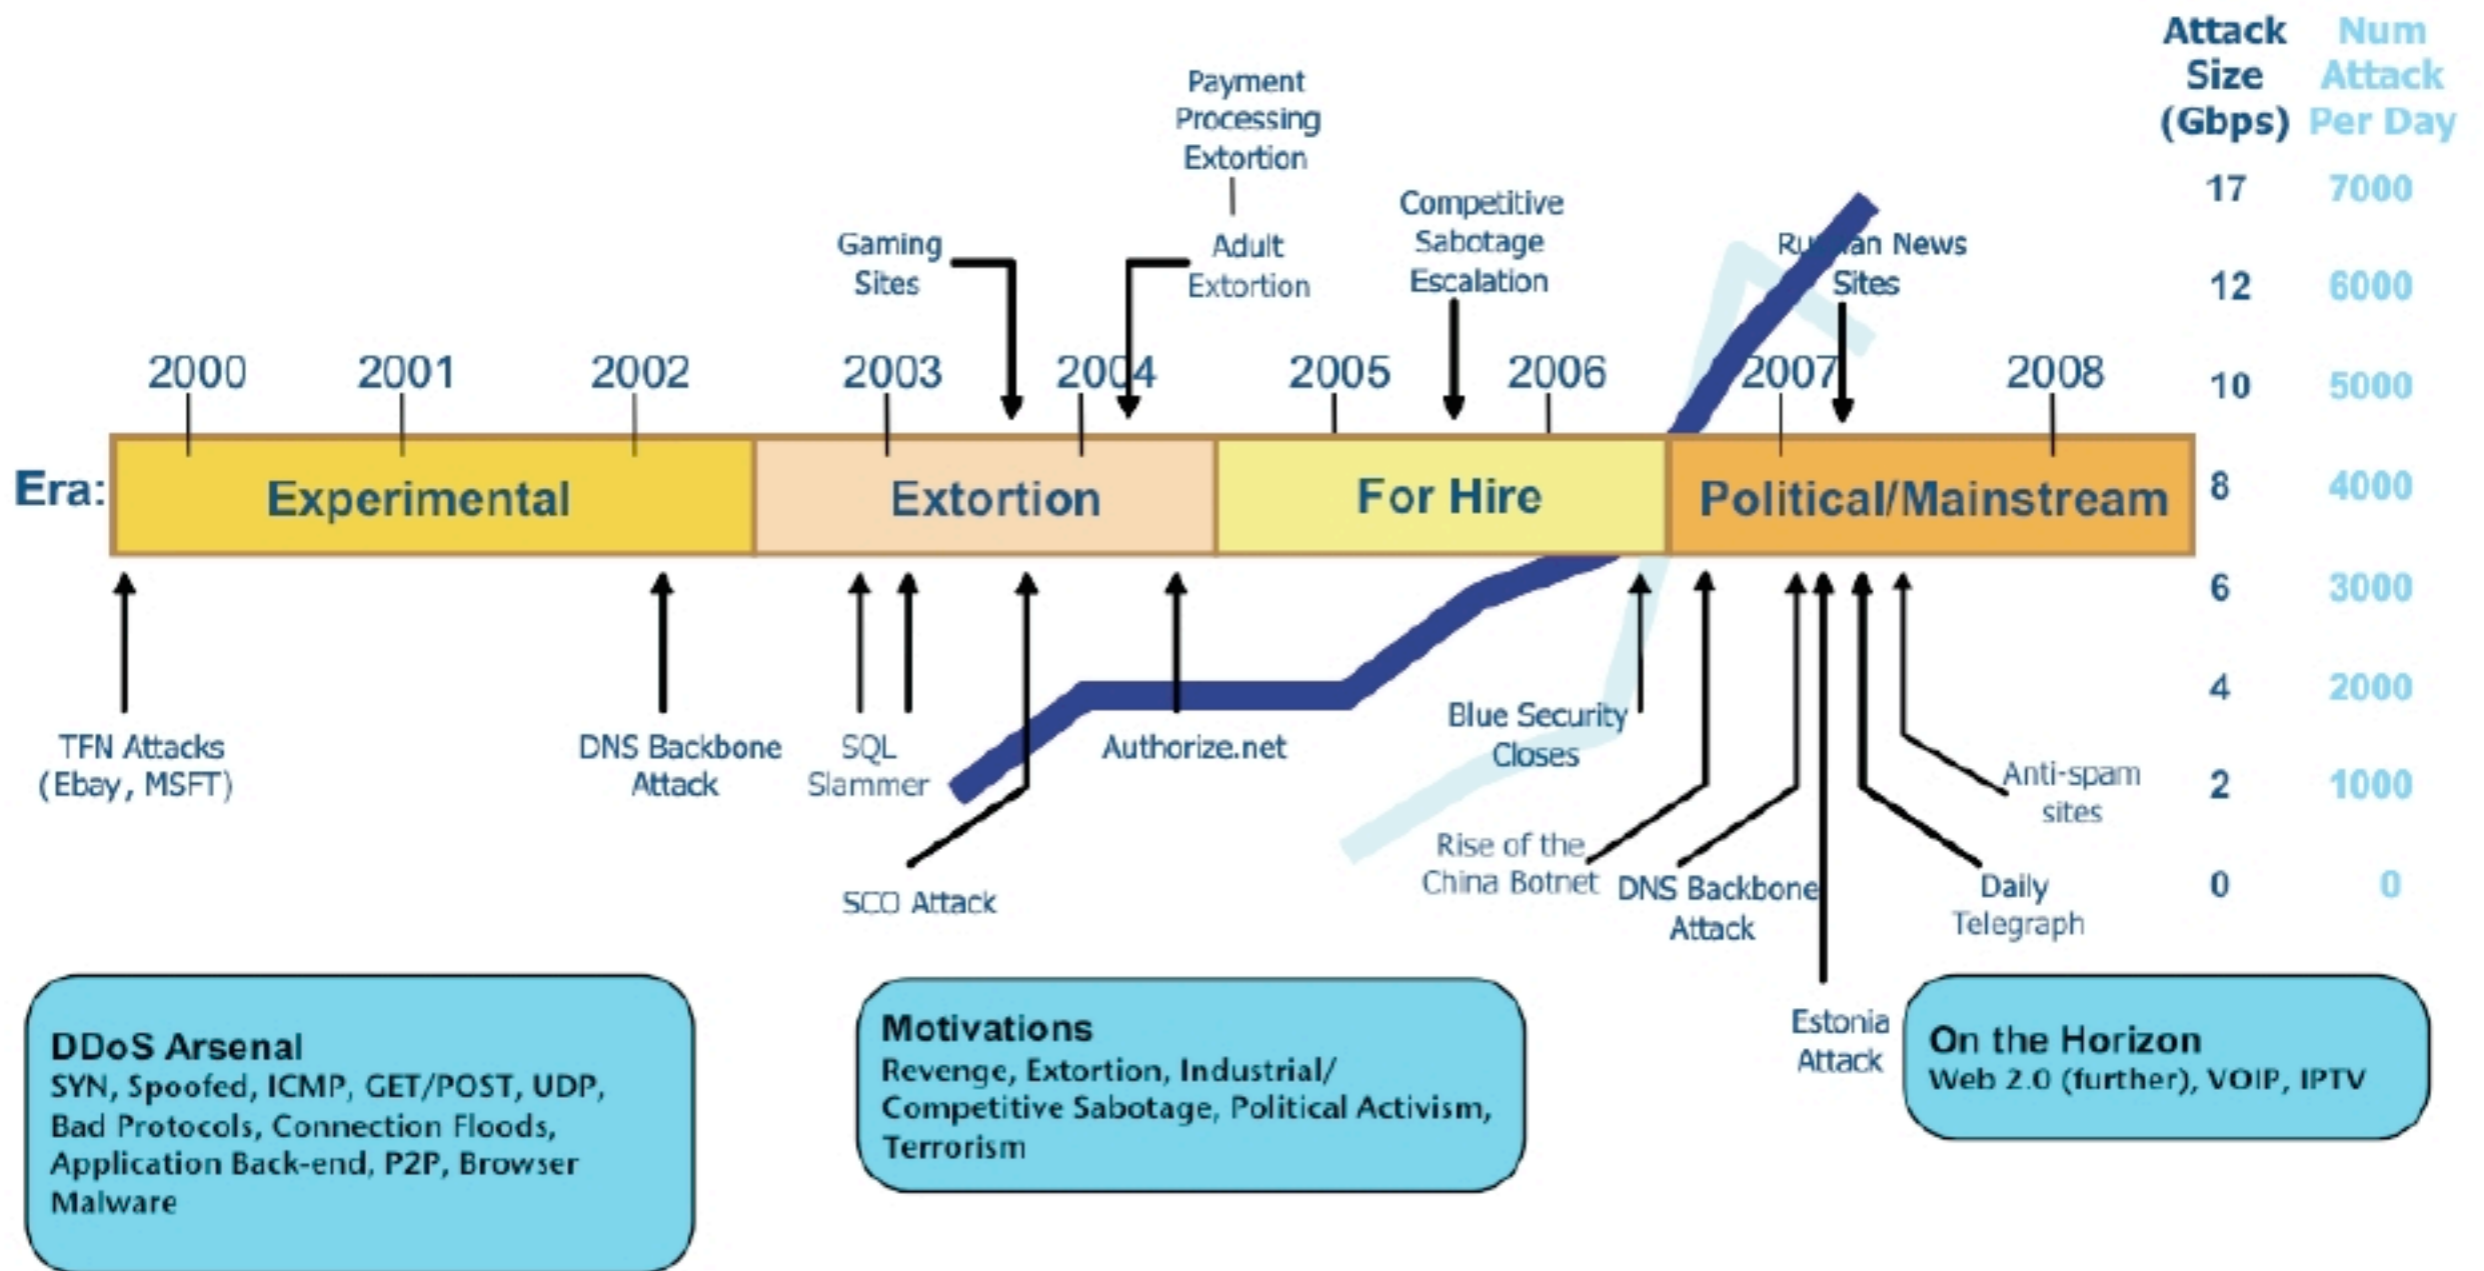 Attack
Size
(Gbps)
Num
Attack
Per Day
Payment
Processing
Extortion
Gaming
Sites
Adult
Extortion
Competitive
Sabotage
Escalation
News
Sites
2000
2001
2002
2003
2004
2005
2006
2007
2008
Era:
Experimental
Extortion
For Hire
Political/Mainstream
17
7000
12
6000
10
5000
8
4000
6
3000
4
2000
2
1000
0
0
TFN Attacks
(Ebay, MSFT)
DNS Backbone
Attack
SQL
Slammer
SCO Attack
Authorize.net
Blue Security
Closes
Rise of the
China Botnet
DNS Backbone
Attack
Estonia
Attack
Daily
Telegraph
Anti-spam
sites
DDoS Arsenal
SYN, Spoofed, ICMP, GET/POST, UDP,
Bad Protocols, Connection Floods,
Application Back-end, P2P, Browser
Malware
Motivations
Revenge, Extortion, Industrial/
Competitive Sabotage, Political Activism,
Terrorism
On the Horizon
Web 2.0 (further), VOIP, IPTV